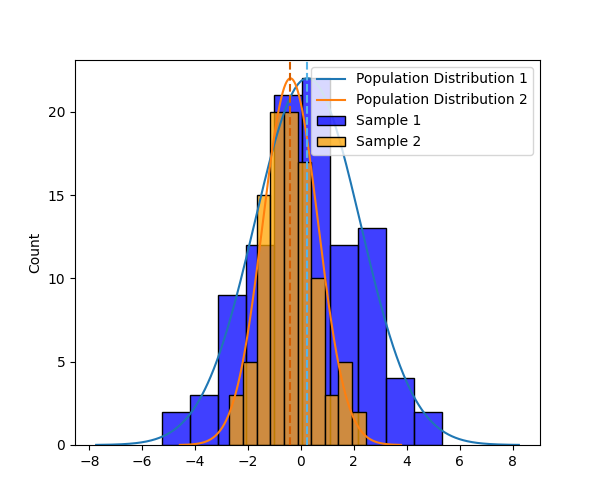 Population Distribution 1
Population Distribution 2
Sample 1
Sample 2
Count
20
15
10
5
0
−8 −6 −4 −2 0 2 4 6 8